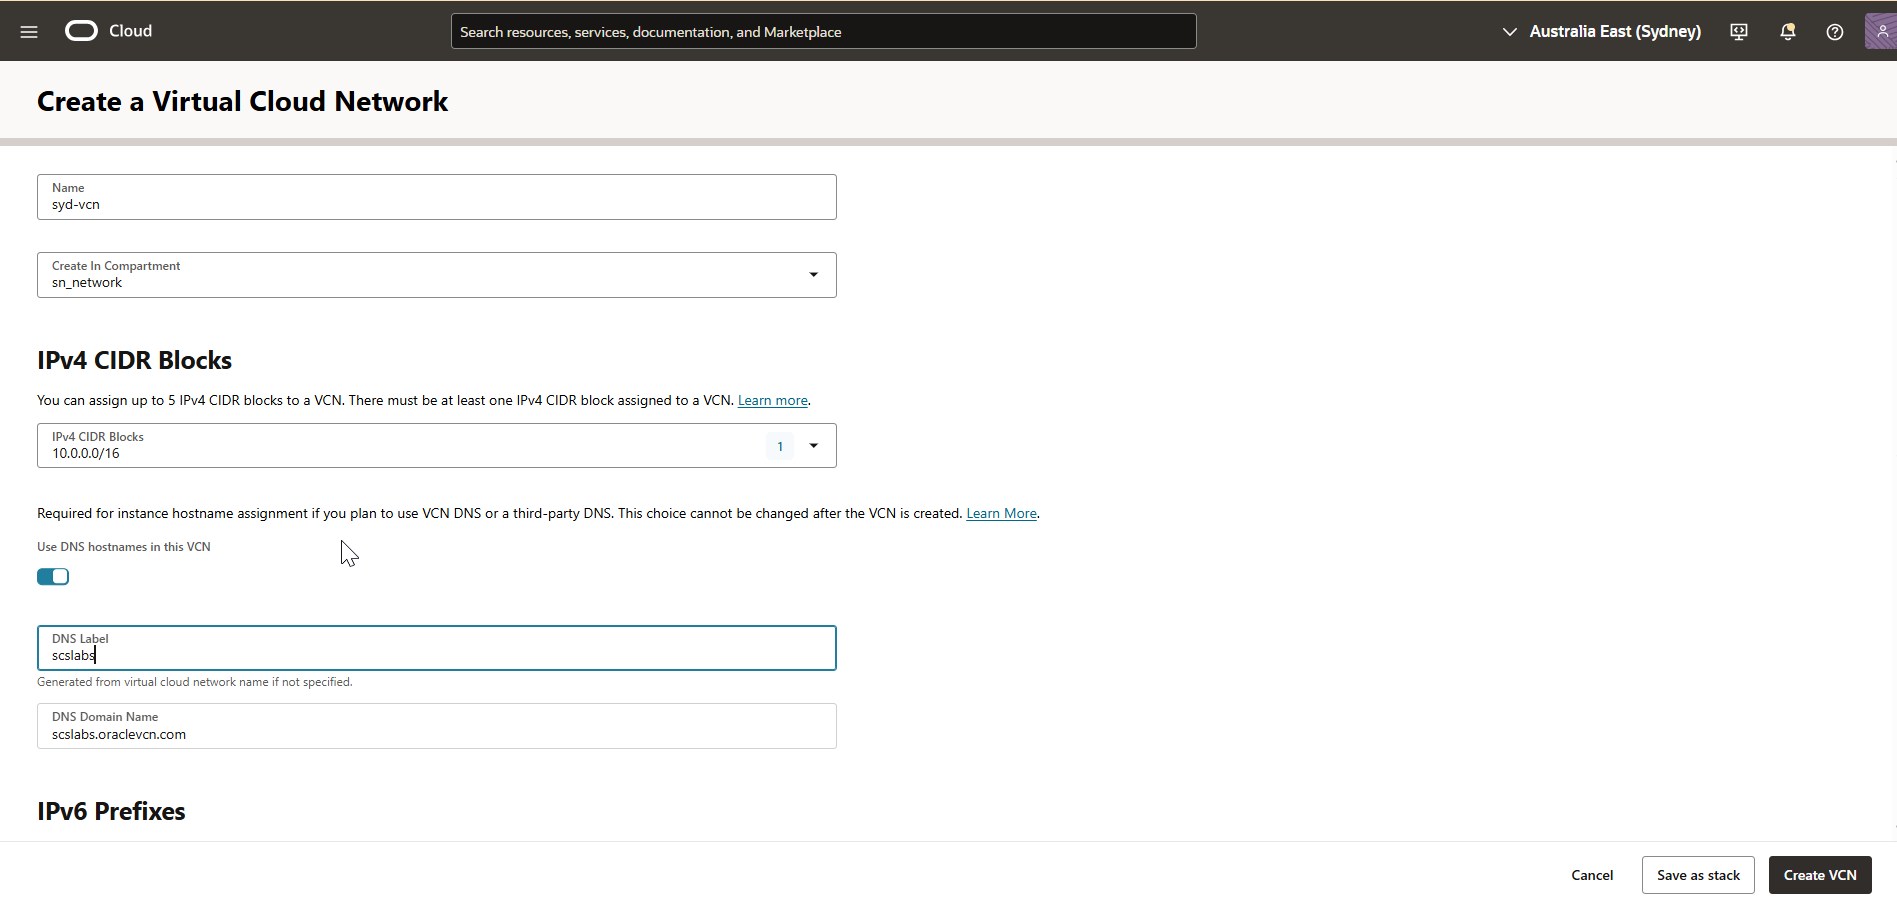 Cloud
Search resources, services, documentation, and Marketplace
Australia East (Sydney)
Create a Virtual Cloud Network
Name
syd-vcn
Create In Compartment
sn_network
IPv4 CIDR Blocks
You can assign up to 5 IPv4 CIDR blocks to a VCN. There must be at least one IPv4 CIDR block assigned to a VCN. Learn more.
IPv4 CIDR Blocks
10.0.0.0/16
1
Required for instance hostname assignment if you plan to use VCN DNS or a third-party DNS. This choice cannot be changed after the VCN is created. Learn More.
Use DNS hostnames in this VCN
DNS Label
scslabs
Generated from virtual cloud network name if not specified.
DNS Domain Name
scslabs.oraclevcn.com
IPv6 Prefixes
Cancel
Save as stack
Create VCN